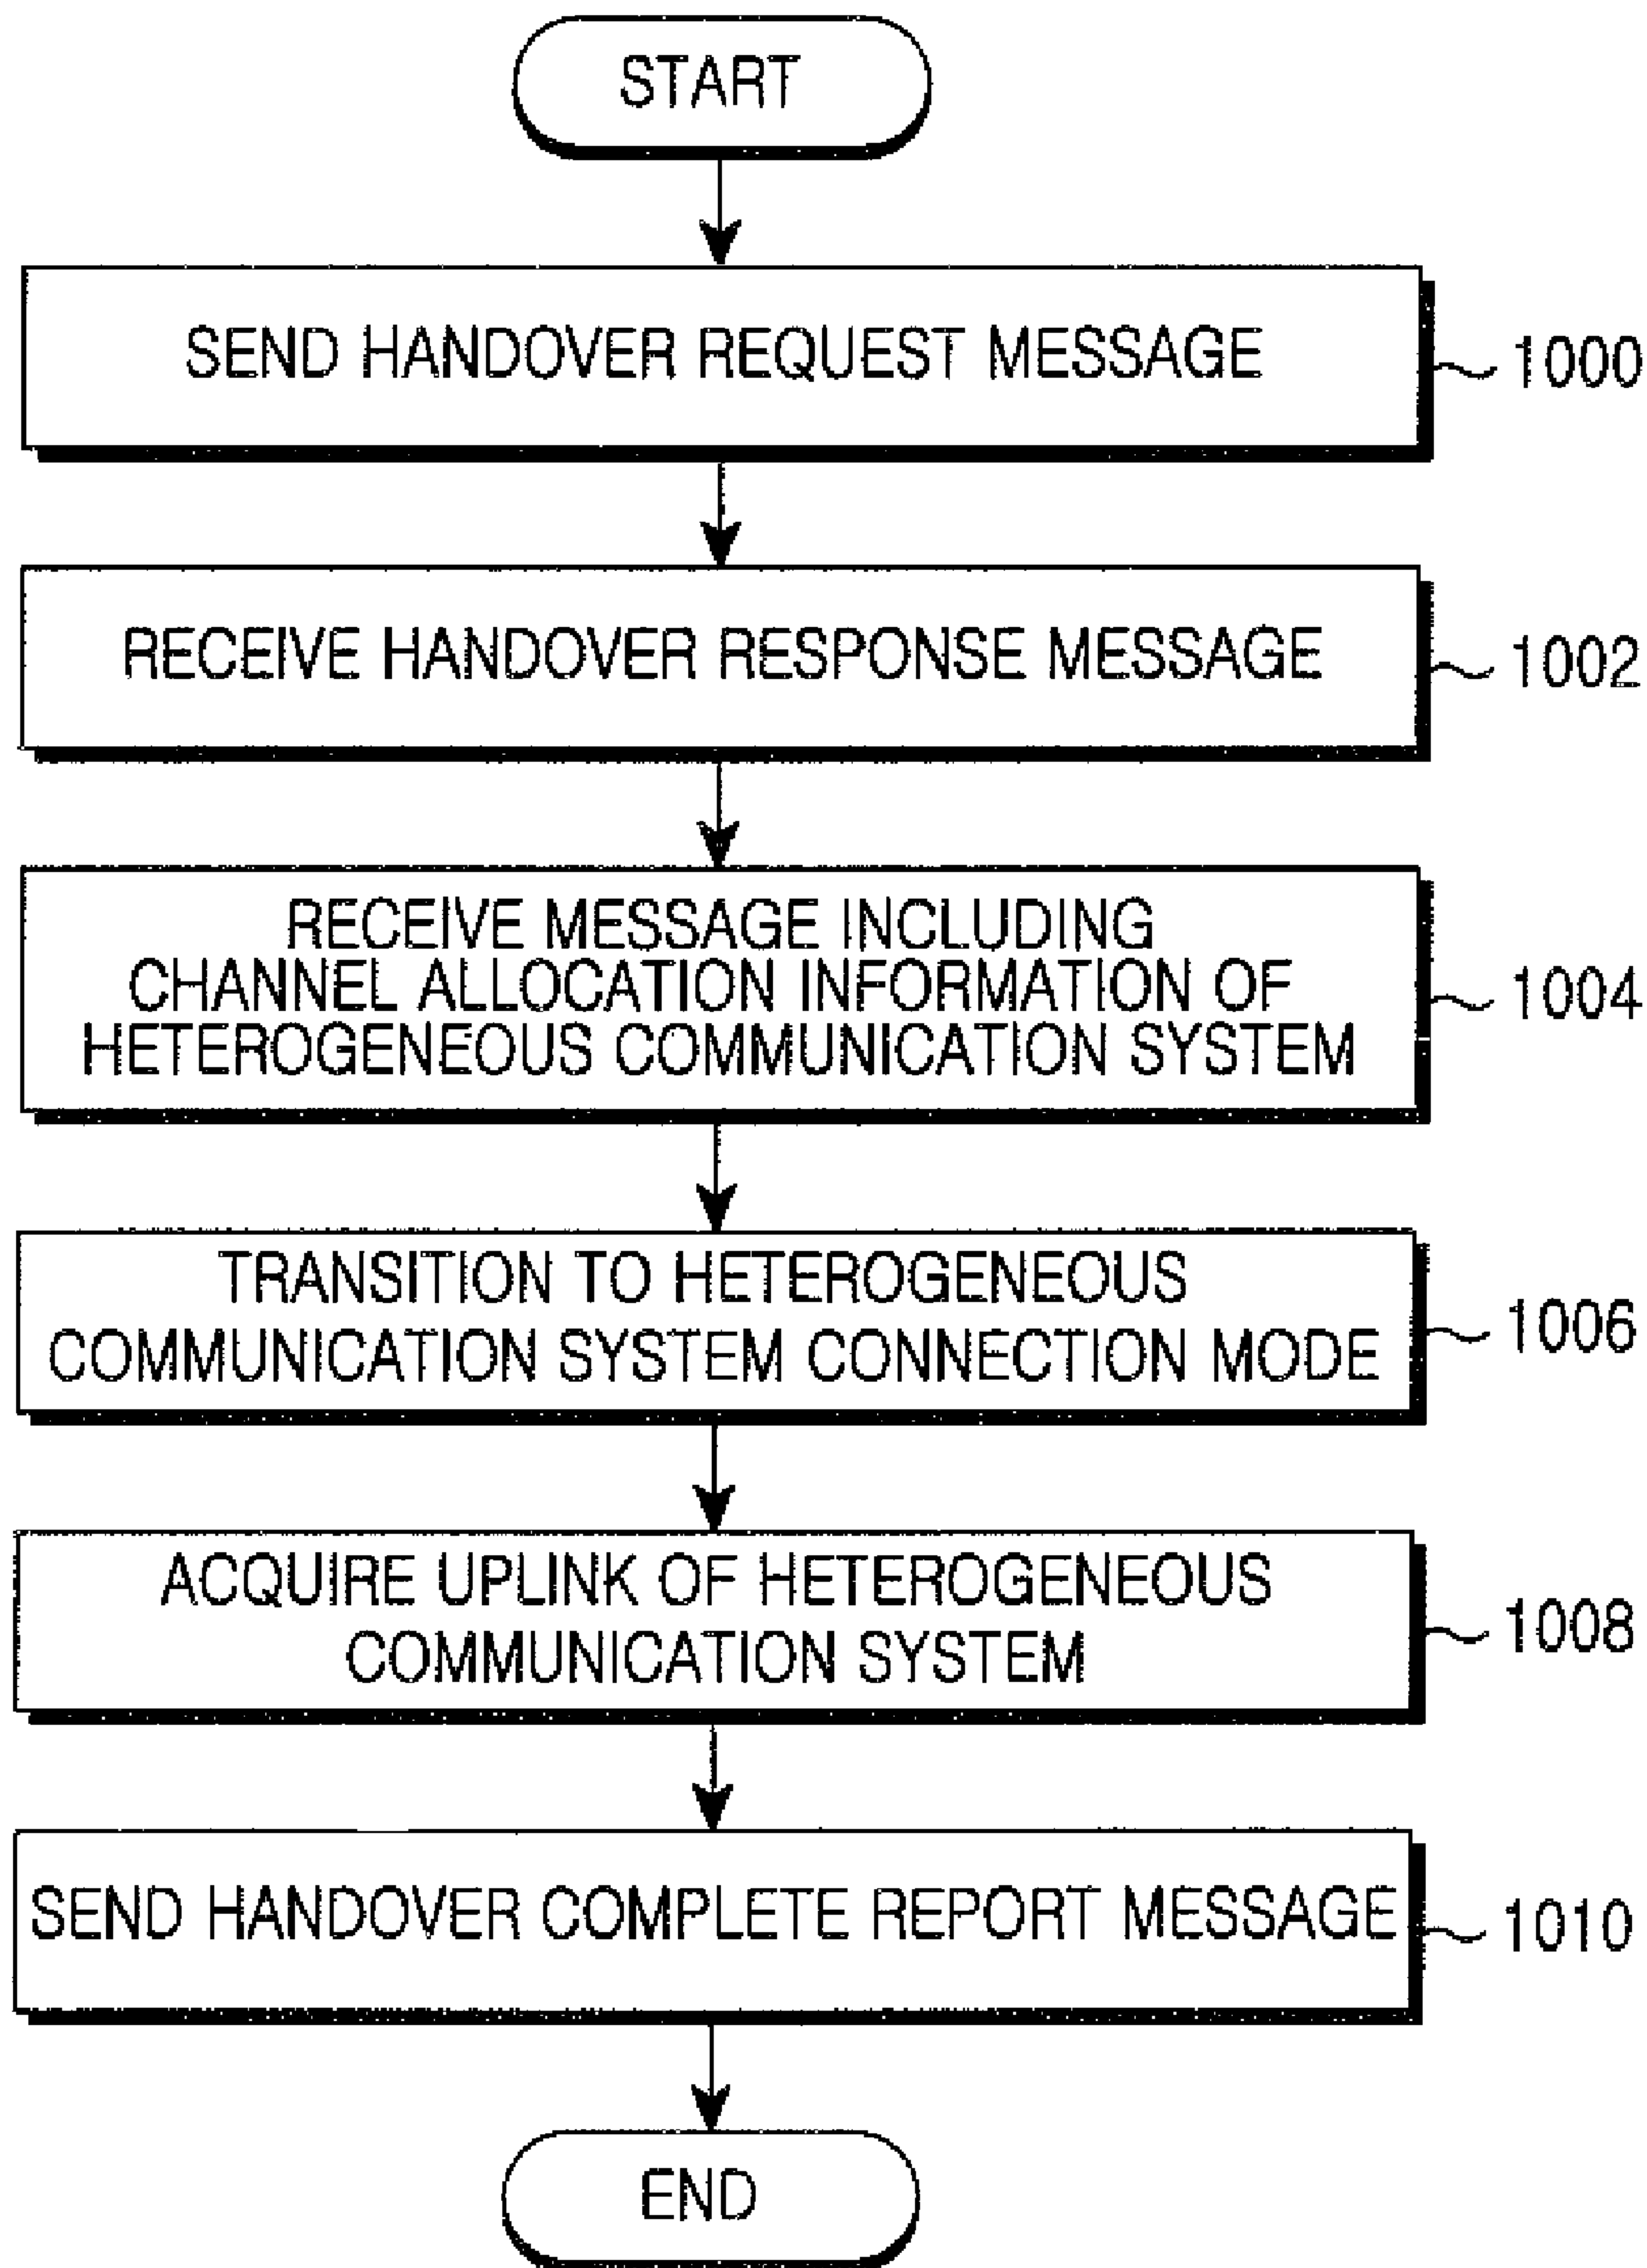 START
SEND HANDOVER REQUEST MESSAGE
1000
RECEIVE HANDOVER RESPONSE MESSAGE
1002
RECEIVE MESSAGE INCLUDING
CHANNEL ALLOCATION INFORMATION OF
HETEROGENEOUS COMMUNICATION SYSTEM
1004
TRANSITION TO HETEROGENEOUS
COMMUNICATION SYSTEM CONNECTION MODE
1006
ACQUIRE UPLINK OF HETEROGENEOUS
COMMUNICATION SYSTEM
1008
SEND HANDOVER COMPLETE REPORT MESSAGE
1010
END